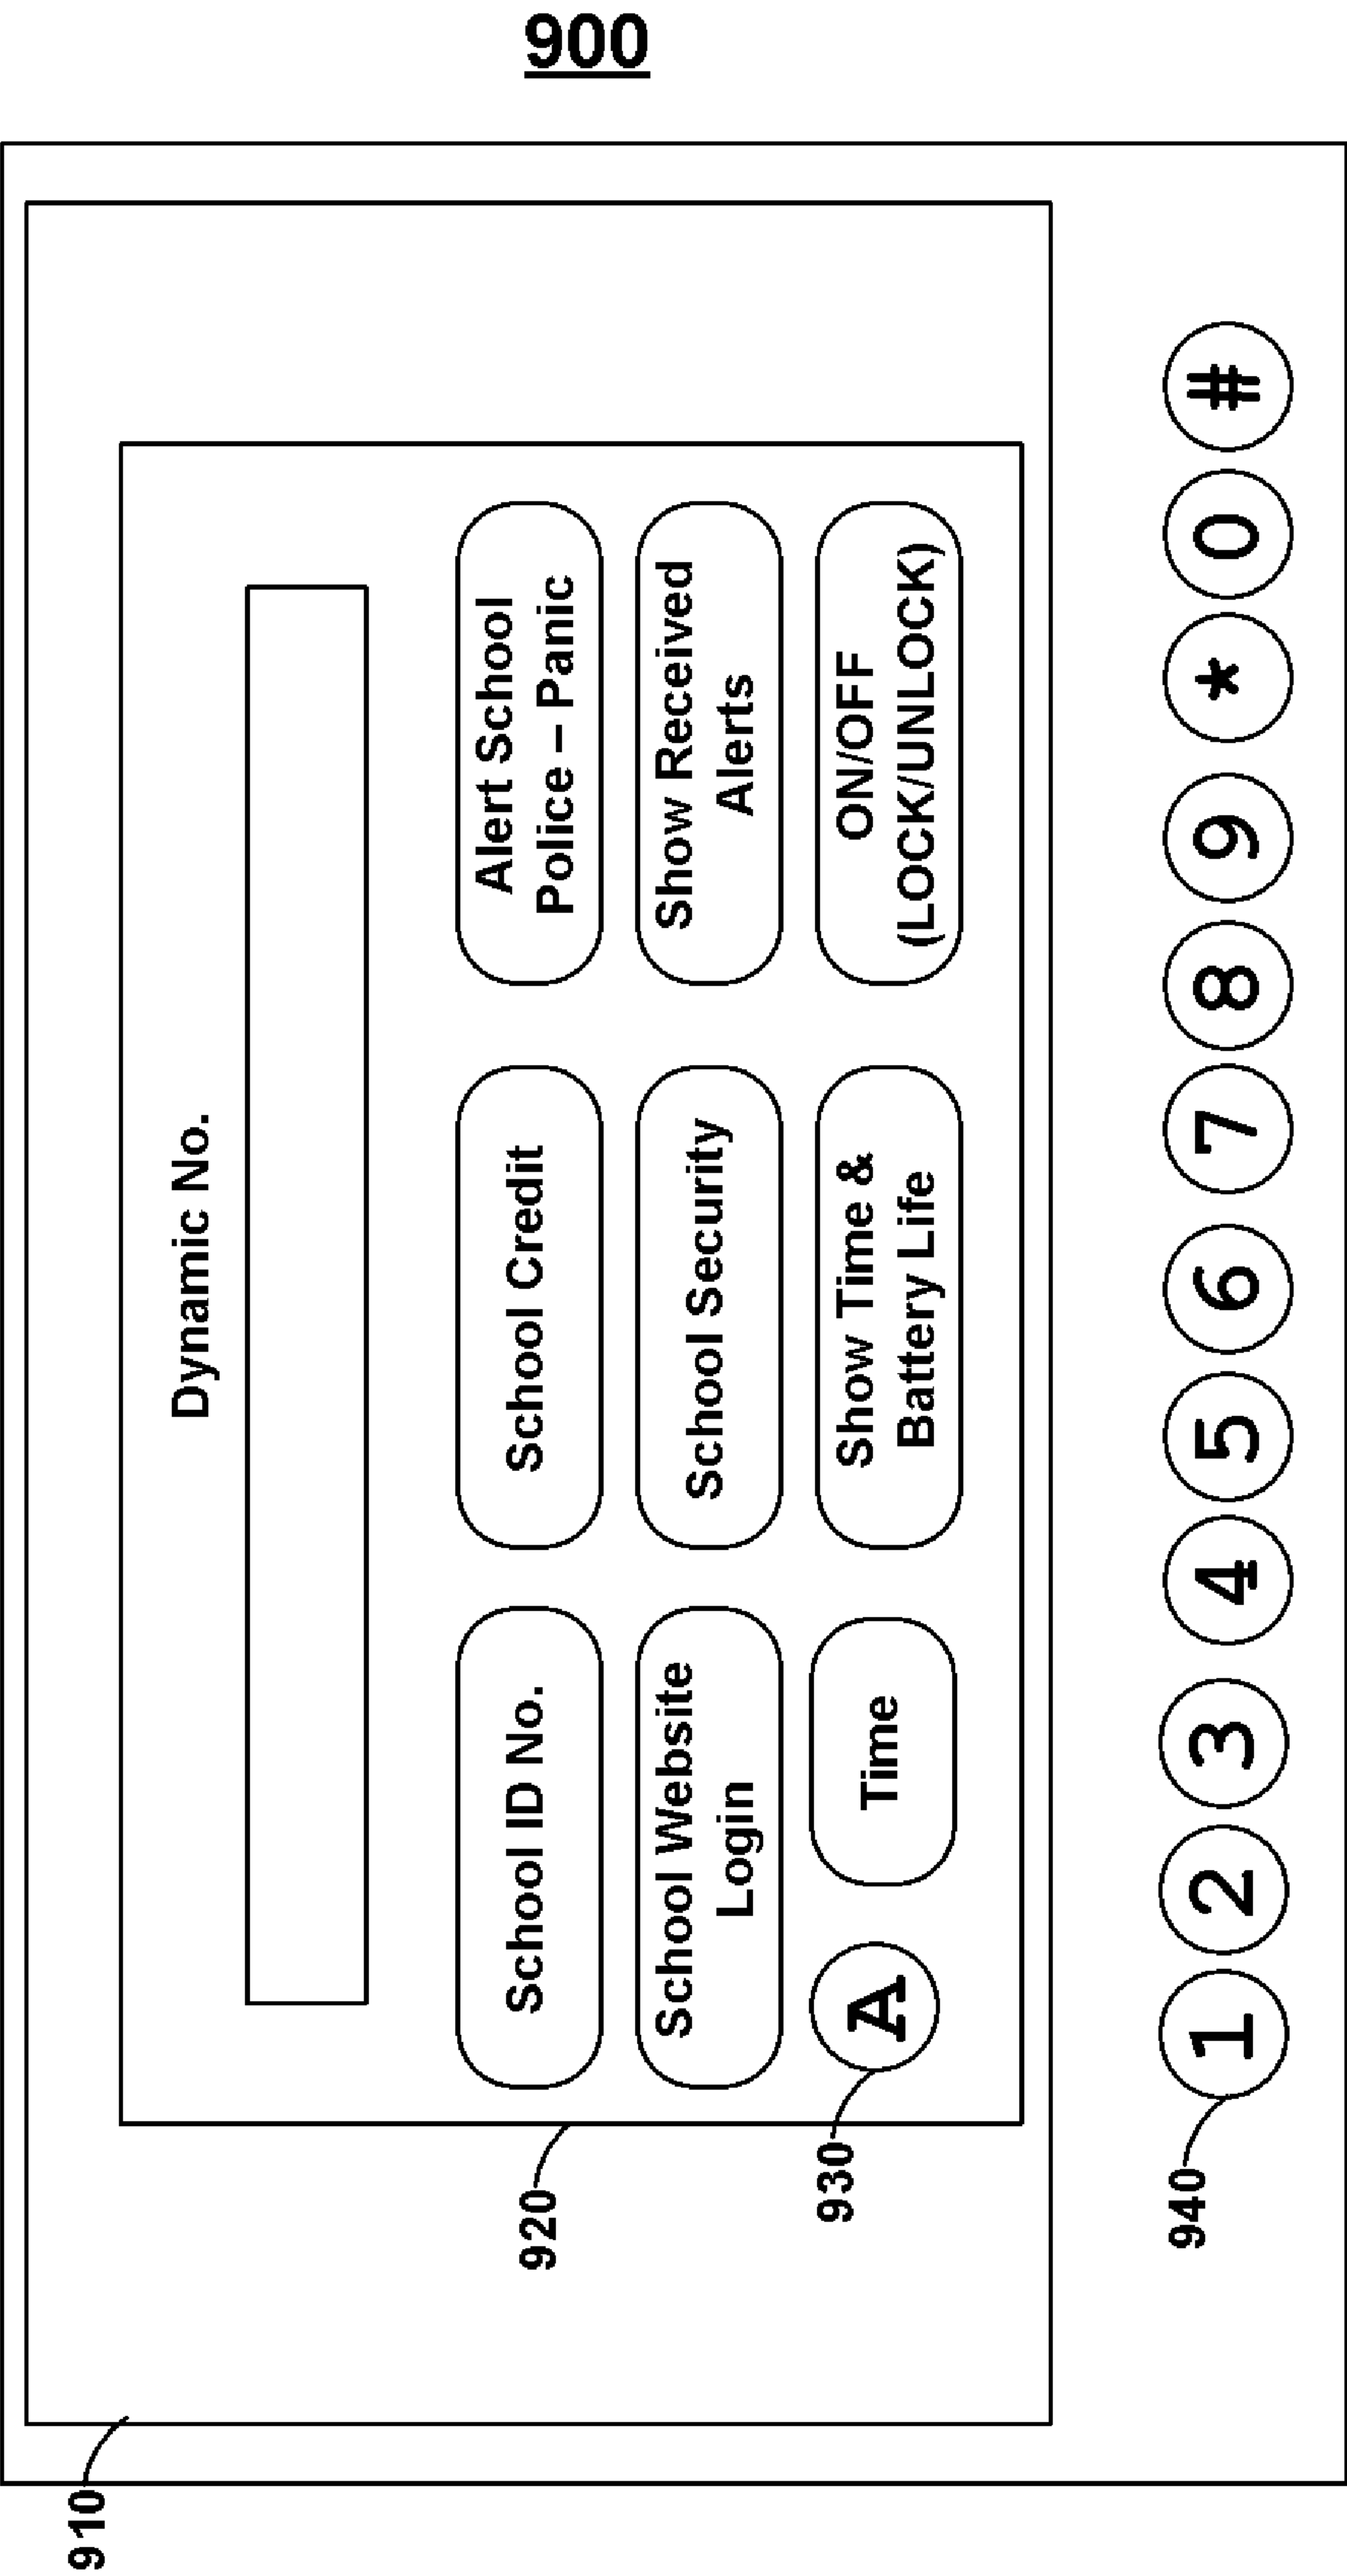 900
910
Dynamic No.
School ID No.
School Credit
Alert School
Police – Panic
School Website
Login
School Security
Show Received
Alerts
A
Time
Show Time &
Battery Life
ON/OFF
(LOCK/UNLOCK)
920
930
940
1 2 3 4 5 6 7 8 9 * 0 #